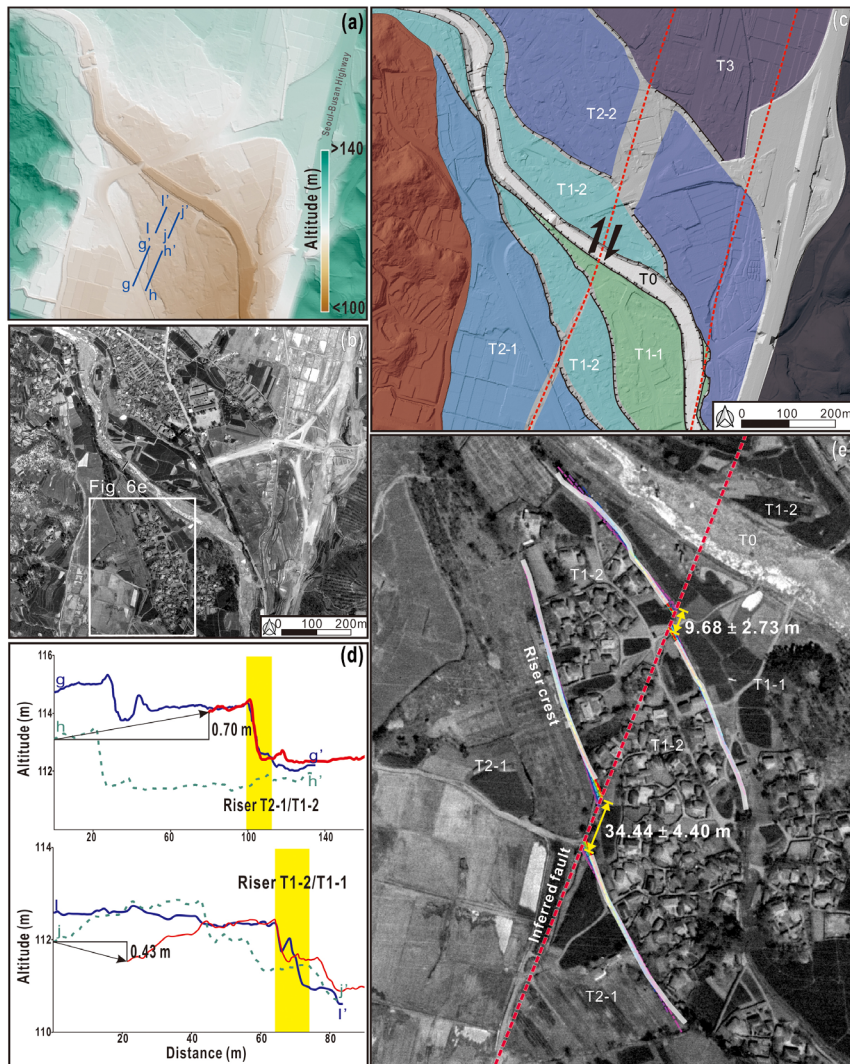 (a)
Seoul-Busan Highway
>140
Altitude (m)
<100
l'
j'
l
j
g'
h'
g
h
(c)
T3
T2-2
T1-2
T0
T2-1
T1-2
T1-1
0 100 200m
(b)
Fig. 6e
0 100 200m
(d)
116
114
112
Altitude (m)
g
h
0.70 m
g'
h'
Riser T2-1/T1-2
20 60 100 140
114
112
110
Altitude (m)
l
j
0.43 m
Riser T1-2/T1-1
j'
l'
0 20 40 60 80
Distance (m)
(e)
T1-2
T0
T1-2
9.68 ± 2.73 m
T1-1
Riser crest
T1-2
T2-1
34.44 ± 4.40 m
Inferred fault
T2-1